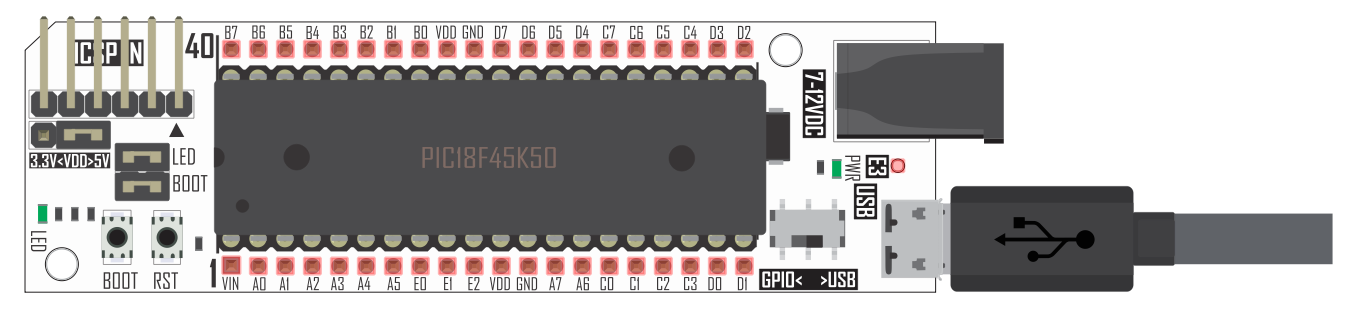 B7 B6 B5 B4 B3 B2 B1 B0 VDD GND D7 D6 D5 D4 C7 C6 C5 C4 D3 D2
40
7-12VDC
3.3V<VDD>5V
LED
BOOT
PIC18F45K50
PWR
E3
USB
LED
BOOT
RST
1
VIN A0 A1 A2 A3 A4 A5 E0 E1 E2 VDD GND A7 A6 C0 C1 C2 C3 D0 D1
GPIO< >USB